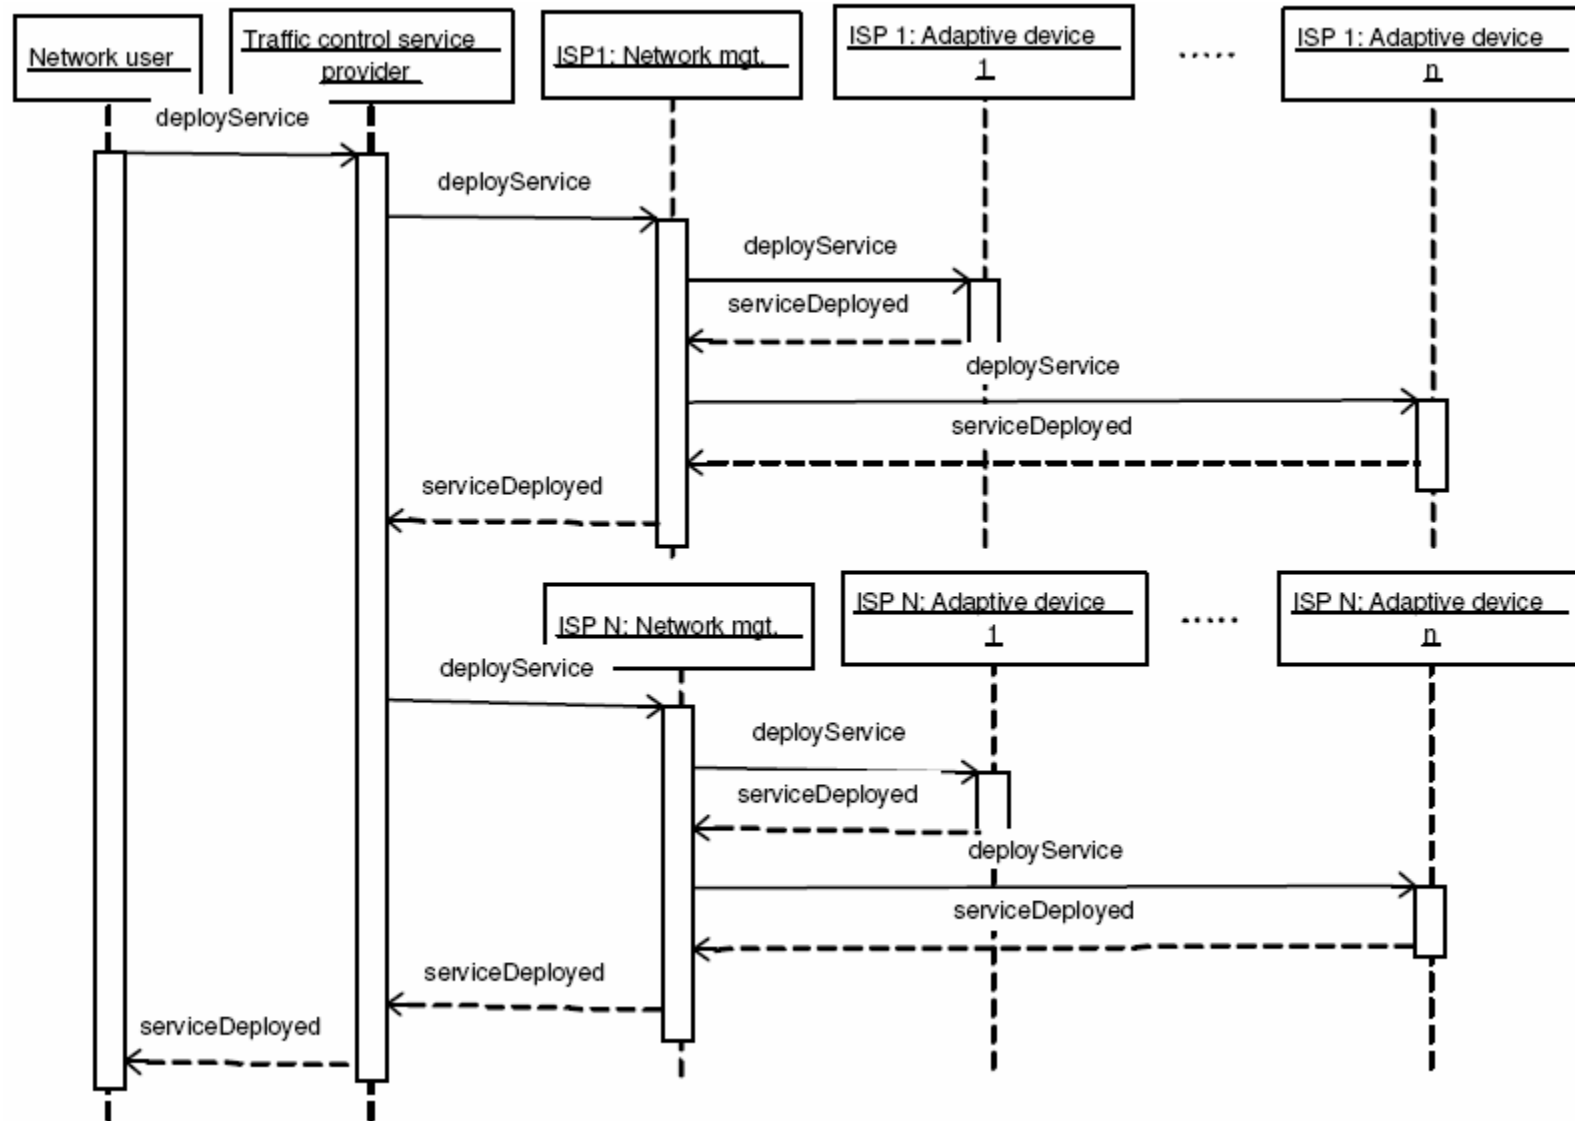 Network user
Traffic control service
provider
ISP1: Network mgt.
ISP 1: Adaptive device
1
.....
ISP 1: Adaptive device
n
deployService
deployService
deployService
serviceDeployed
deployService
serviceDeployed
serviceDeployed
ISP N: Network mgt.
ISP N: Adaptive device
1
.....
ISP N: Adaptive device
n
deployService
deployService
serviceDeployed
deployService
serviceDeployed
serviceDeployed
serviceDeployed